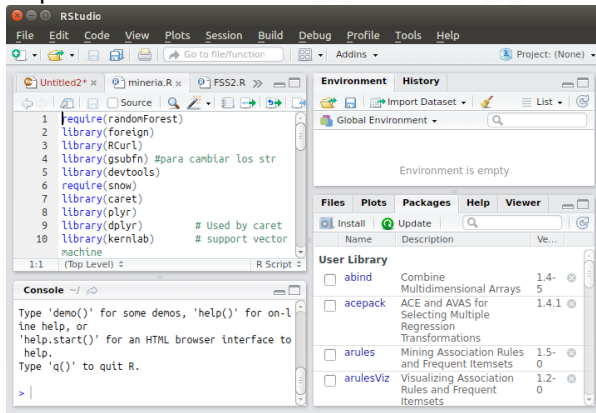 RStudio
File Edit Code View Plots Session Build Debug Profile Tools Help
Go to file/function Addins Project: (None)
Untitled2* x mineria.R x FSS2.R »
Source
1 require(randomForest)
2 library(foreign)
3 library(RCurl)
4 library(gsubfn) #para cambiar los str
5 library(devtools)
6 require(snow)
7 library(caret)
8 library(plyr)
9 library(dplyr) # Used by caret
10 library(kernlab) # support vector
machine
1:1 (Top Level) R Script
Console ~/
Type 'demo()' for some demos, 'help()' for on-l
ine help, or
'help.start()' for an HTML browser interface to
help.
Type 'q()' to quit R.
>
Environment History
Import Dataset List
Global Environment
Environment is empty
Files Plots Packages Help Viewer
Install Update
Name Description Ve...
User Library
abind Combine 1.4-
Multidimensional Arrays 5
acepack ACE and AVAS for 1.4.1
Selecting Multiple
Regression
Transformations
arules Mining Association Rules 1.5-
and Frequent Itemsets 0
arulesViz Visualizing Association 1.2-
Rules and Frequent 0
Itemsets